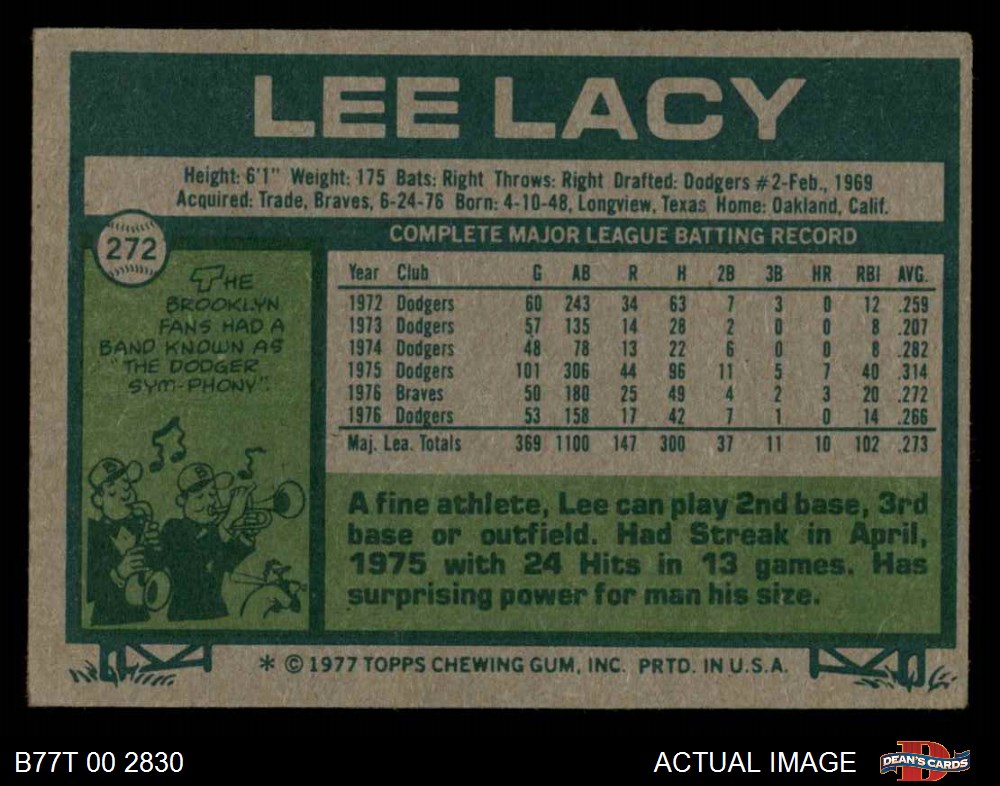 LEE LACY
Height: 6'1" Weight: 175 Bats: Right Throws: Right Drafted: Dodgers #2-Feb., 1969
Acquired: Trade, Braves, 6-24-76 Born: 4-10-48, Longview, Texas Home: Oakland, Calif.
272
THE
BROOKLYN
FANS HAD A
BAND KNOWN AS
"THE DODGER
SYM-PHONY".
COMPLETE MAJOR LEAGUE BATTING RECORD
Year Club G AB R H 2B 3B HR RBI AVG.
1972 Dodgers 60 243 34 63 7 3 0 12 .259
1973 Dodgers 57 135 14 28 2 0 0 8 .207
1974 Dodgers 48 78 13 22 6 0 0 8 .282
1975 Dodgers 101 306 44 96 11 5 7 40 .314
1976 Braves 50 180 25 49 4 2 3 20 .272
1976 Dodgers 53 158 17 42 7 1 0 14 .266
Maj. Lea. Totals 369 1100 147 300 37 11 10 102 .273
A fine athlete, Lee can play 2nd base, 3rd
base or outfield. Had Streak in April,
1975 with 24 Hits in 13 games. Has
surprising power for man his size.
* © 1977 TOPPS CHEWING GUM, INC. PRTD. IN U.S.A.
B77T 00 2830
ACTUAL IMAGE
D
DEAN'S CARDS